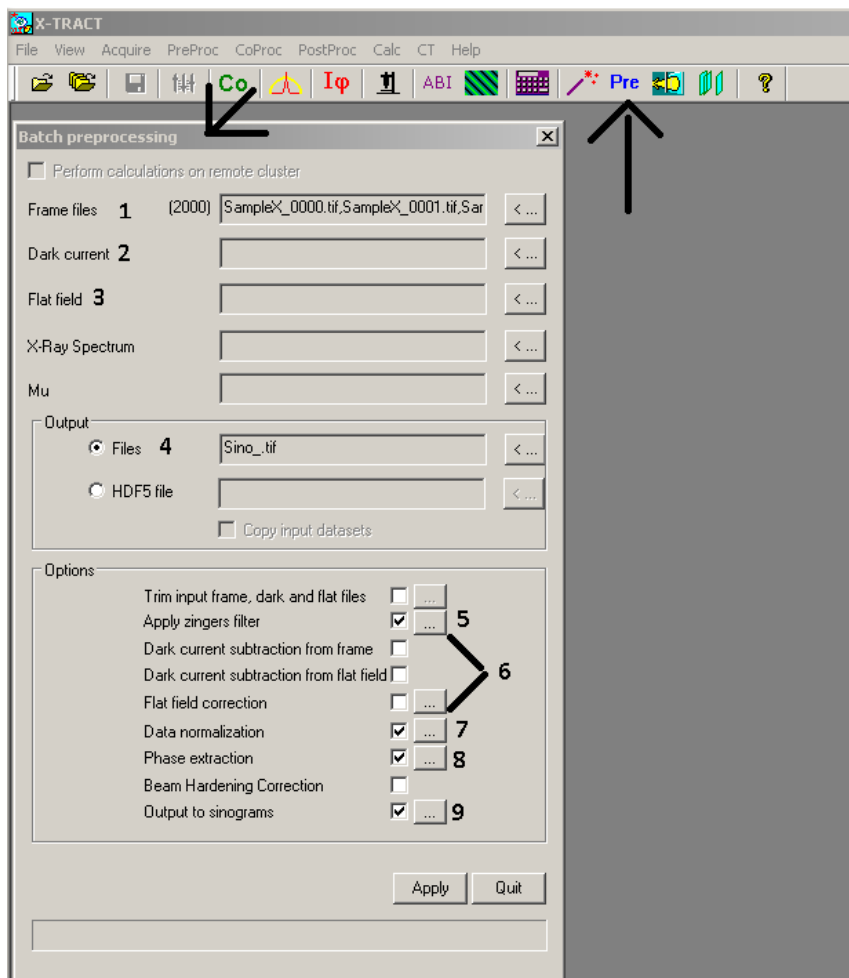 X-TRACT
File View Acquire PreProc CoProc PostProc Calc CT Help
Co Iφ ABI Pre ?
Batch preprocessing
Perform calculations on remote cluster
Frame files 1 (2000) SampleX_0000.tif,SampleX_0001.tif,Sar < ...
Dark current 2 < ...
Flat field 3 < ...
X-Ray Spectrum < ...
Mu < ...
Output
Files 4 Sino_.tif < ...
HDF5 file < ...
Copy input datasets
Options
Trim input frame, dark and flat files ...
Apply zingers filter ... 5
Dark current subtraction from frame
Dark current subtraction from flat field 6
Flat field correction ...
Data normalization ... 7
Phase extraction ... 8
Beam Hardening Correction
Output to sinograms ... 9
Apply Quit